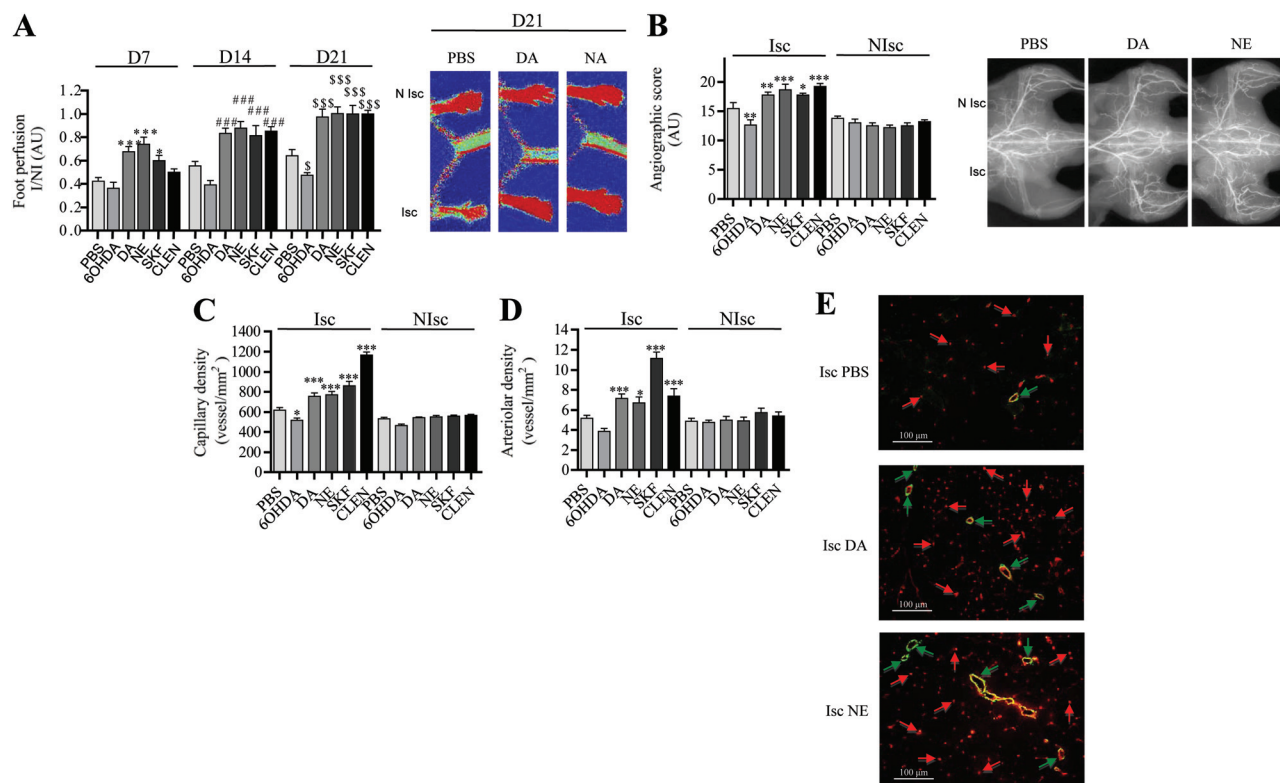 A
D7
D14
D21
Foot perfusion
I/NI (AU)
1.2
1.0
0.8
0.6
0.4
0.2
0.0
***
***
*
###
###
###
###
$
$$$
$$$
$$$
$$$
PBS
6OHDA
DA
NE
SKF
CLEN
PBS
6OHDA
DA
NE
SKF
CLEN
PBS
6OHDA
DA
NE
SKF
CLEN
D21
PBS
DA
NA
N Isc
Isc
B
Isc
NIsc
Angiographic score
(AU)
20
15
10
5
0
**
**
***
*
***
PBS
6OHDA
DA
NE
SKF
CLEN
PBS
6OHDA
DA
NE
SKF
CLEN
PBS
DA
NE
N Isc
Isc
C
Isc
NIsc
Capillary density
(vessel/mm²)
1400
1200
1000
800
600
400
200
0
*
***
***
***
***
PBS
6OHDA
DA
NE
SKF
CLEN
PBS
6OHDA
DA
NE
SKF
CLEN
D
Isc
NIsc
Arteriolar density
(vessel/mm²)
14
12
10
8
6
4
2
0
***
*
***
***
PBS
6OHDA
DA
NE
SKF
CLEN
PBS
6OHDA
DA
NE
SKF
CLEN
E
Isc PBS
100 µm
Isc DA
100 µm
Isc NE
100 µm